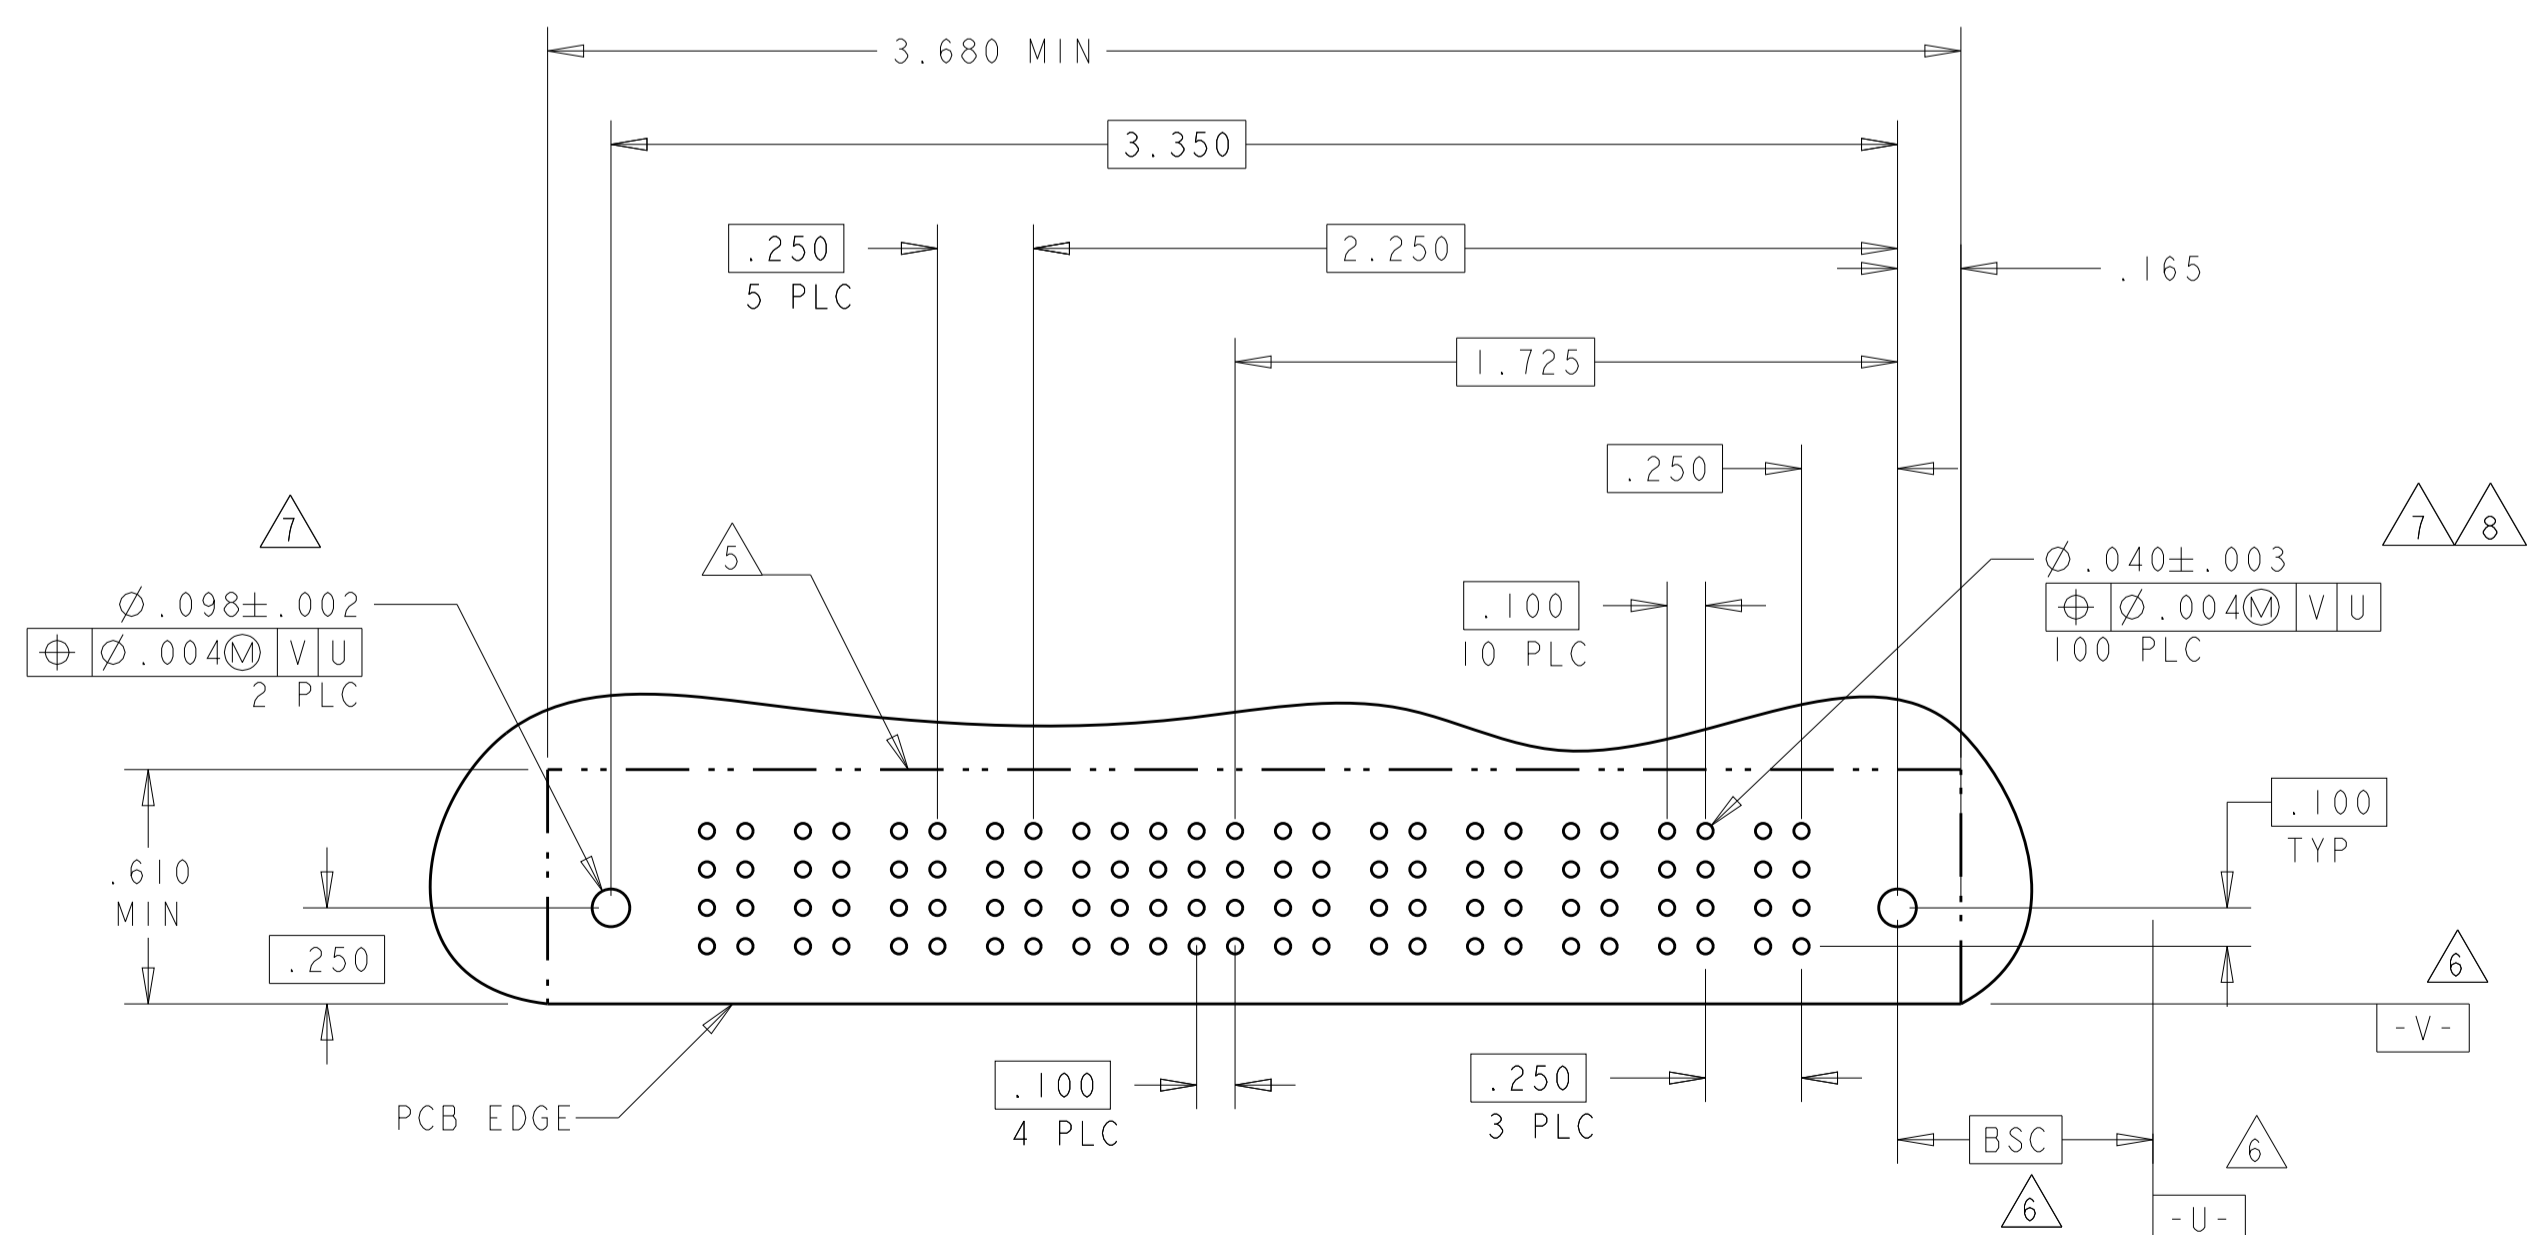 3.680 MIN
3.350
.250
5 PLC
2.250
.165
1.725
.250
7
5
7 8
Ø.098±.002
⌖ Ø.004Ⓜ V U
2 PLC
.100
10 PLC
Ø.040±.003
⌖ Ø.004Ⓜ V U
100 PLC
.610
MIN
.250
.100
TYP
6
-V-
PCB EDGE
.100
4 PLC
.250
3 PLC
BSC
6
6
-U-